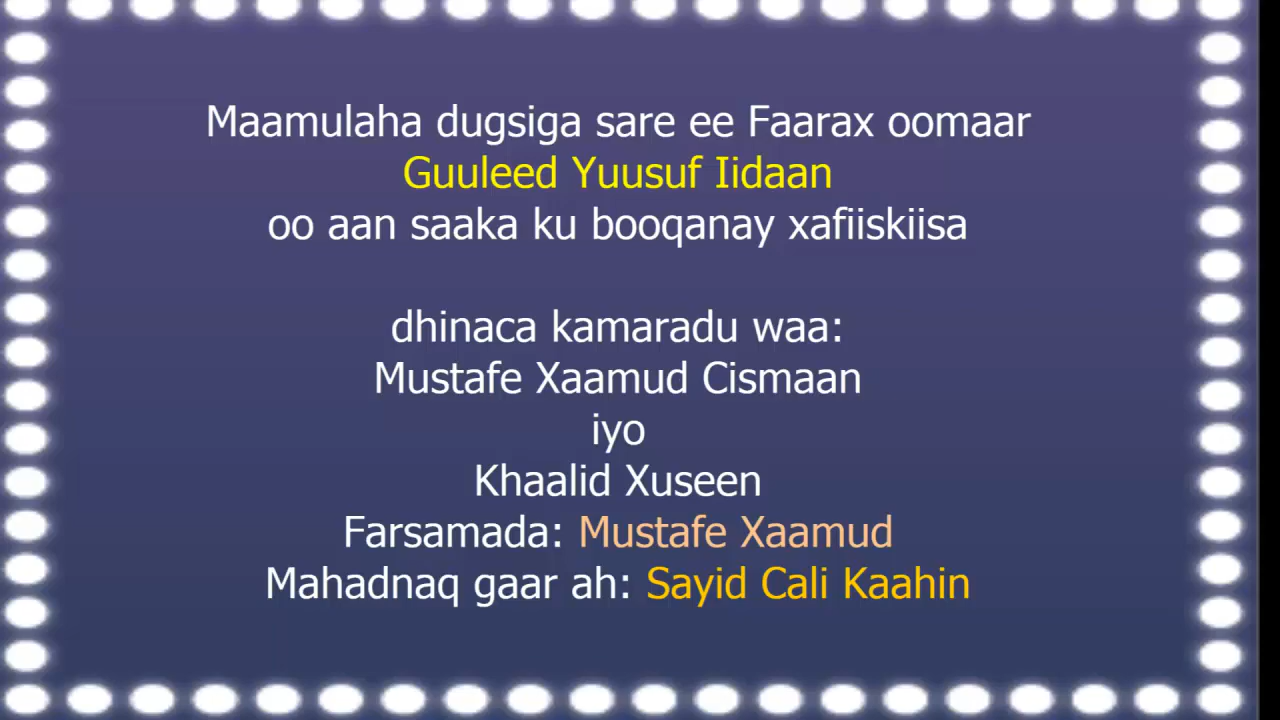 Maamulaha dugsiga sare ee Faarax oomaar
Guuleed Yuusuf Iidaan
oo aan saaka ku booqanay xafiiskiisa
dhinaca kamaradu waa:
Mustafe Xaamud Cismaan
iyo
Khaalid Xuseen
Farsamada: Mustafe Xaamud
Mahadnaq gaar ah: Sayid Cali Kaahin